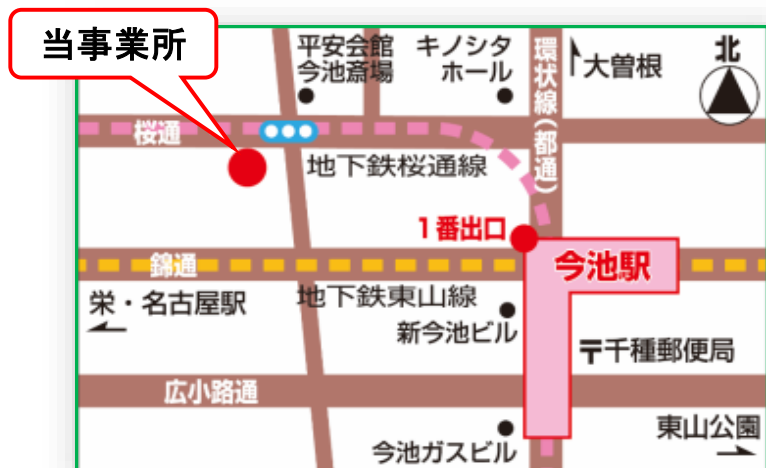 当事業所
平安会館
今池斎場
キノシタ
ホール
環状線(都通)
大曽根
北
桜通
地下鉄桜通線
1番出口
今池駅
錦通
栄・名古屋駅
地下鉄東山線
新今池ビル
〒千種郵便局
広小路通
今池ガスビル
東山公園